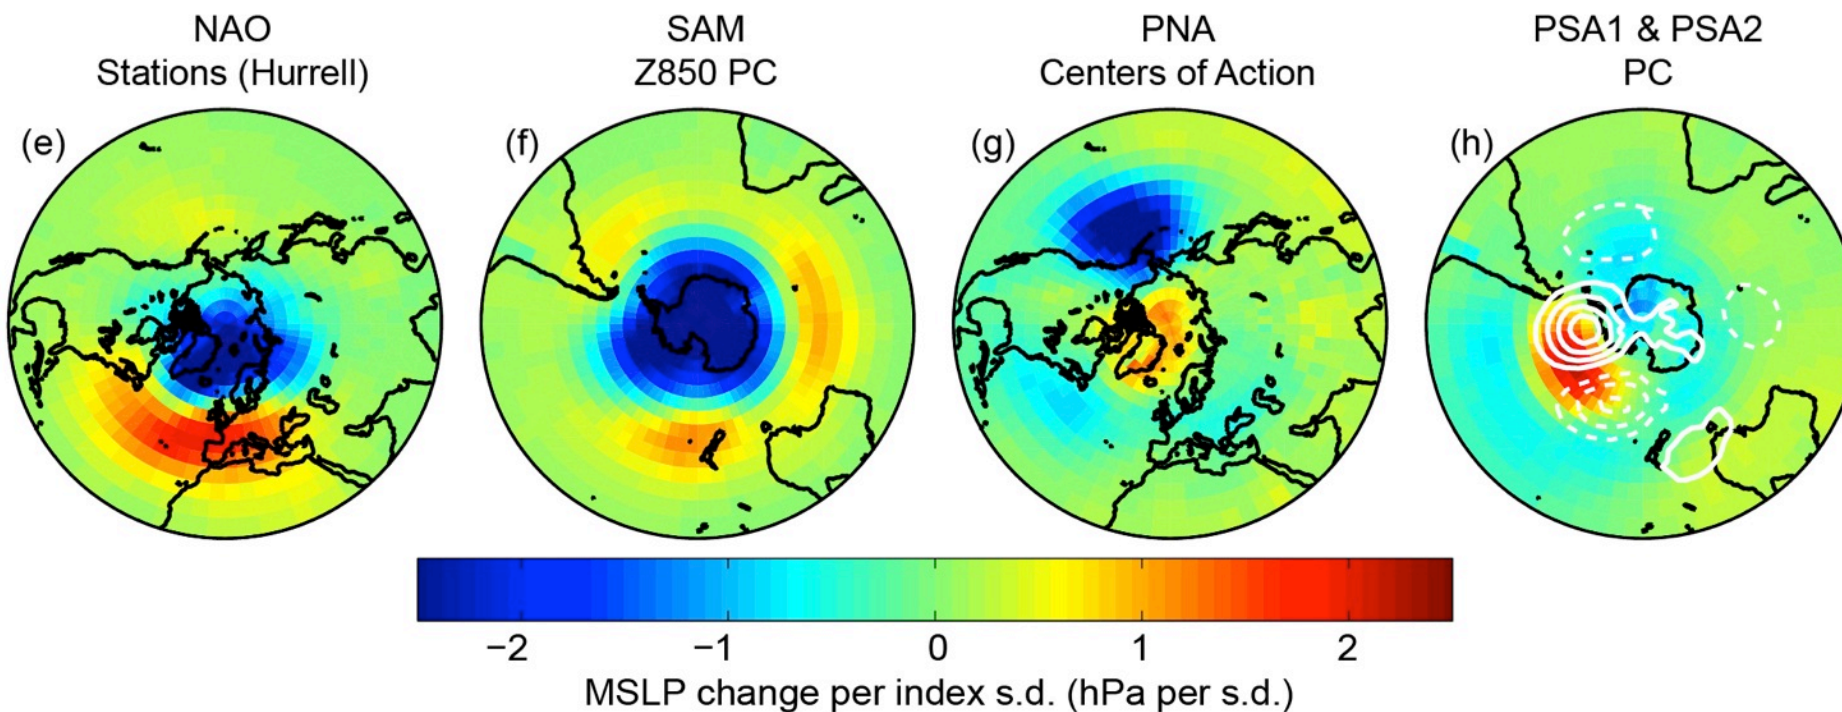 NAO
Stations (Hurrell)
SAM
Z850 PC
PNA
Centers of Action
PSA1 & PSA2
PC
(e)
(f)
(g)
(h)
−2 −1 0 1 2
MSLP change per index s.d. (hPa per s.d.)